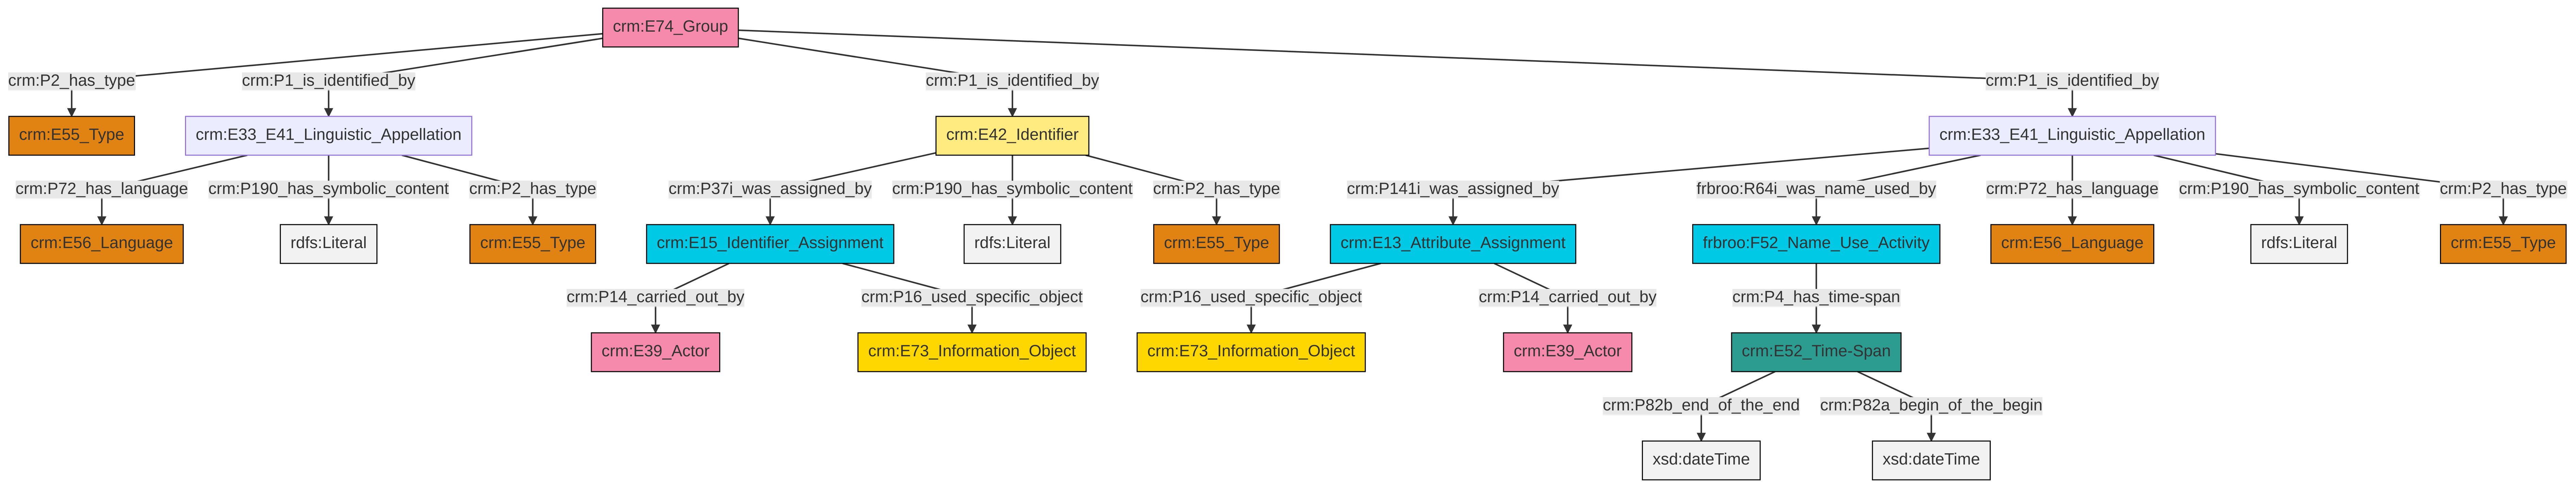 crm:E74_Group
crm:P2_has_type
crm:P1_is_identified_by
crm:P1_is_identified_by
crm:P1_is_identified_by
crm:E55_Type
crm:E33_E41_Linguistic_Appellation
crm:E42_Identifier
crm:E33_E41_Linguistic_Appellation
crm:P72_has_language
crm:P190_has_symbolic_content
crm:P2_has_type
crm:P37i_was_assigned_by
crm:P190_has_symbolic_content
crm:P2_has_type
crm:P141i_was_assigned_by
frbroo:R64i_was_name_used_by
crm:P72_has_language
crm:P190_has_symbolic_content
crm:P2_has_type
crm:E56_Language
rdfs:Literal
crm:E55_Type
crm:E15_Identifier_Assignment
rdfs:Literal
crm:E55_Type
crm:E13_Attribute_Assignment
frbroo:F52_Name_Use_Activity
crm:E56_Language
rdfs:Literal
crm:E55_Type
crm:P14_carried_out_by
crm:P16_used_specific_object
crm:P16_used_specific_object
crm:P14_carried_out_by
crm:P4_has_time-span
crm:E39_Actor
crm:E73_Information_Object
crm:E73_Information_Object
crm:E39_Actor
crm:E52_Time-Span
crm:P82b_end_of_the_end
crm:P82a_begin_of_the_begin
xsd:dateTime
xsd:dateTime